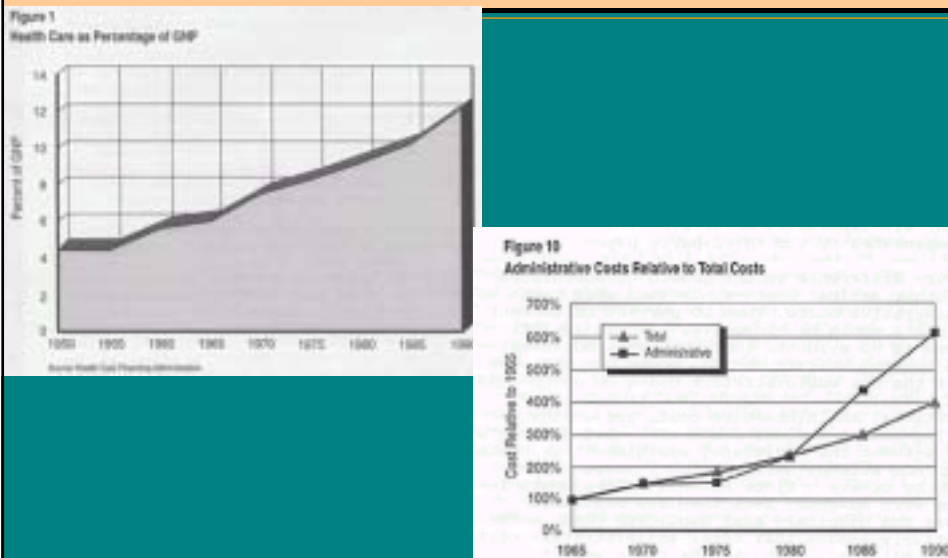 Figure 1
Health Care as Percentage of GNP
Percent of GNP
14
12
10
8
6
4
2
0
1950 1955 1960 1965 1970 1975 1980 1985
Source: Health Care Financing Administration
Figure 10
Administrative Costs Relative to Total Costs
Cost Relative to 1965
700%
600%
500%
400%
300%
200%
100%
0%
Total
Administrative
1965 1970 1975 1980 1985